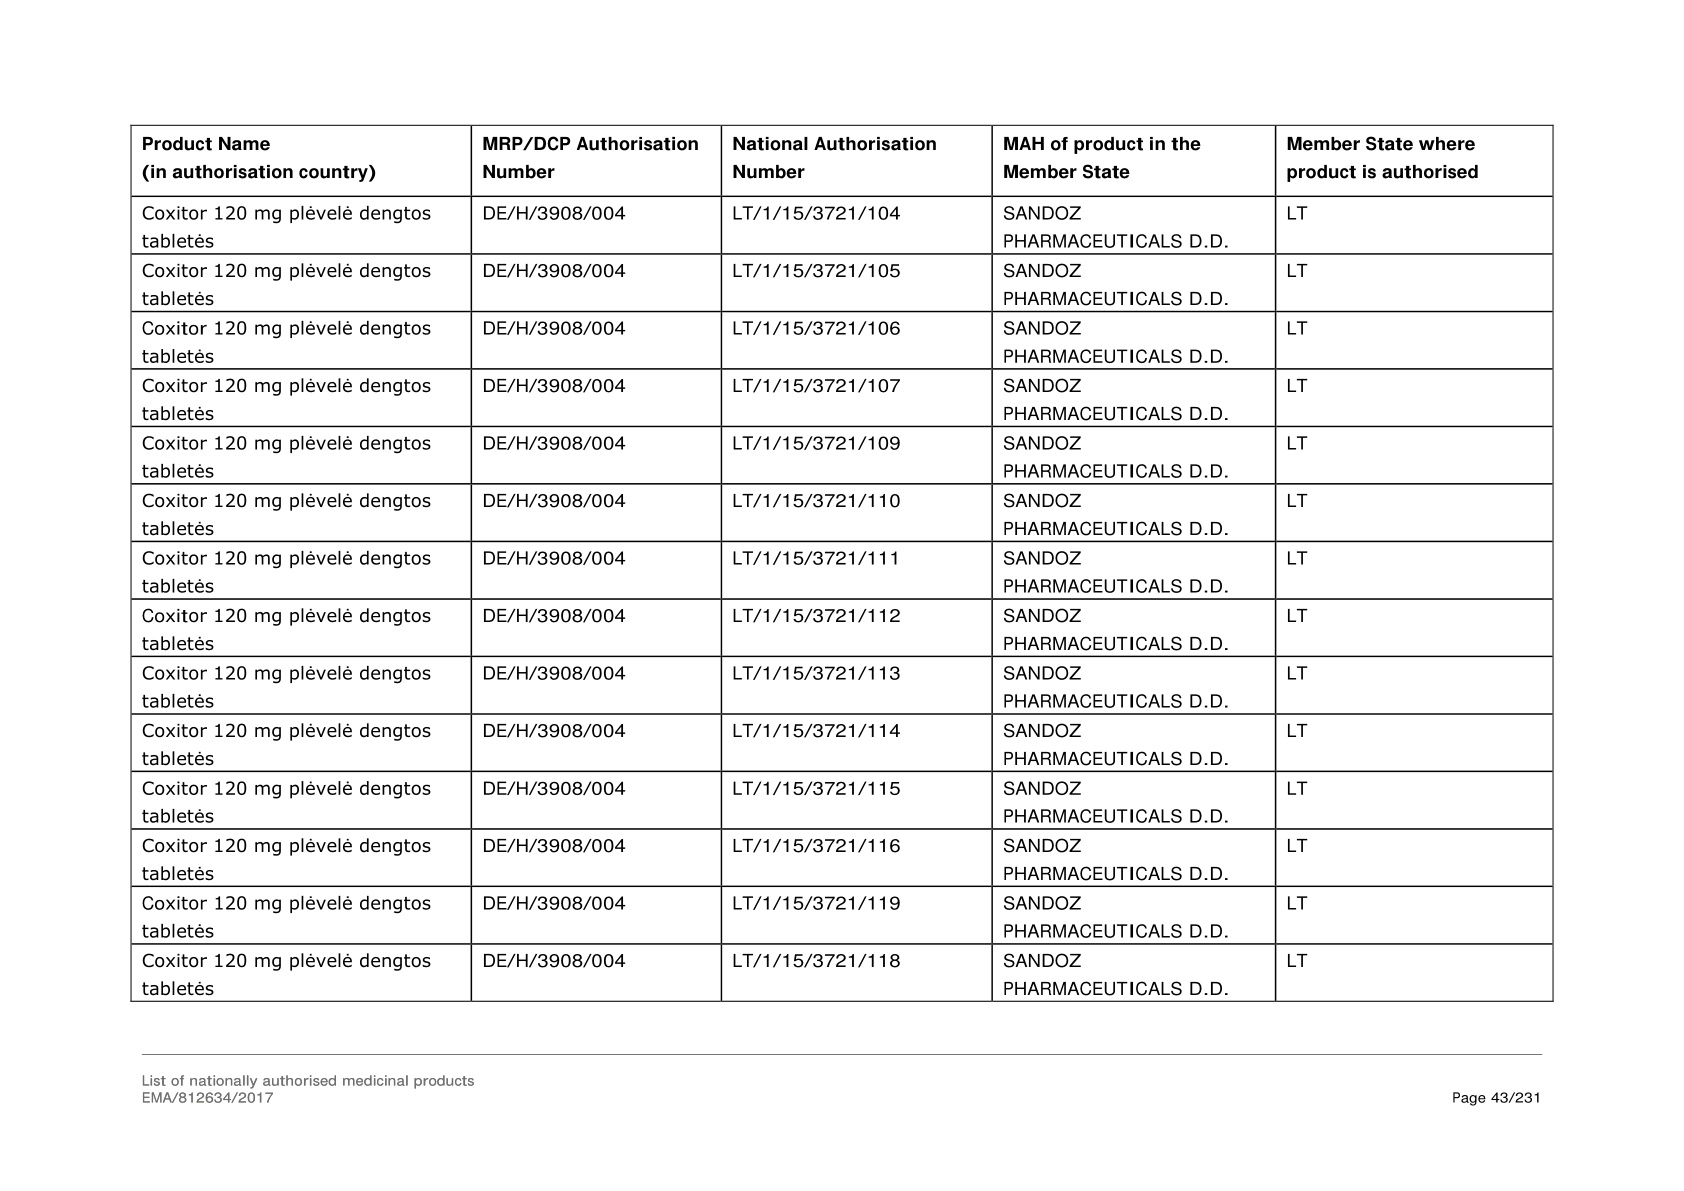 Product Name
(in authorisation country)
MRP/DCP Authorisation
Number
National Authorisation
Number
MAH of product in the
Member State
Member State where
product is authorised
Coxitor 120 mg plėvelė dengtos
tabletės
DE/H/3908/004
LT/1/15/3721/104
SANDOZ
PHARMACEUTICALS D.D.
LT
Coxitor 120 mg plėvelė dengtos
tabletės
DE/H/3908/004
LT/1/15/3721/105
SANDOZ
PHARMACEUTICALS D.D.
LT
Coxitor 120 mg plėvelė dengtos
tabletės
DE/H/3908/004
LT/1/15/3721/106
SANDOZ
PHARMACEUTICALS D.D.
LT
Coxitor 120 mg plėvelė dengtos
tabletės
DE/H/3908/004
LT/1/15/3721/107
SANDOZ
PHARMACEUTICALS D.D.
LT
Coxitor 120 mg plėvelė dengtos
tabletės
DE/H/3908/004
LT/1/15/3721/109
SANDOZ
PHARMACEUTICALS D.D.
LT
Coxitor 120 mg plėvelė dengtos
tabletės
DE/H/3908/004
LT/1/15/3721/110
SANDOZ
PHARMACEUTICALS D.D.
LT
Coxitor 120 mg plėvelė dengtos
tabletės
DE/H/3908/004
LT/1/15/3721/111
SANDOZ
PHARMACEUTICALS D.D.
LT
Coxitor 120 mg plėvelė dengtos
tabletės
DE/H/3908/004
LT/1/15/3721/112
SANDOZ
PHARMACEUTICALS D.D.
LT
Coxitor 120 mg plėvelė dengtos
tabletės
DE/H/3908/004
LT/1/15/3721/113
SANDOZ
PHARMACEUTICALS D.D.
LT
Coxitor 120 mg plėvelė dengtos
tabletės
DE/H/3908/004
LT/1/15/3721/114
SANDOZ
PHARMACEUTICALS D.D.
LT
Coxitor 120 mg plėvelė dengtos
tabletės
DE/H/3908/004
LT/1/15/3721/115
SANDOZ
PHARMACEUTICALS D.D.
LT
Coxitor 120 mg plėvelė dengtos
tabletės
DE/H/3908/004
LT/1/15/3721/116
SANDOZ
PHARMACEUTICALS D.D.
LT
Coxitor 120 mg plėvelė dengtos
tabletės
DE/H/3908/004
LT/1/15/3721/119
SANDOZ
PHARMACEUTICALS D.D.
LT
Coxitor 120 mg plėvelė dengtos
tabletės
DE/H/3908/004
LT/1/15/3721/118
SANDOZ
PHARMACEUTICALS D.D.
LT
List of nationally authorised medicinal products
EMA/812634/2017
Page 43/231